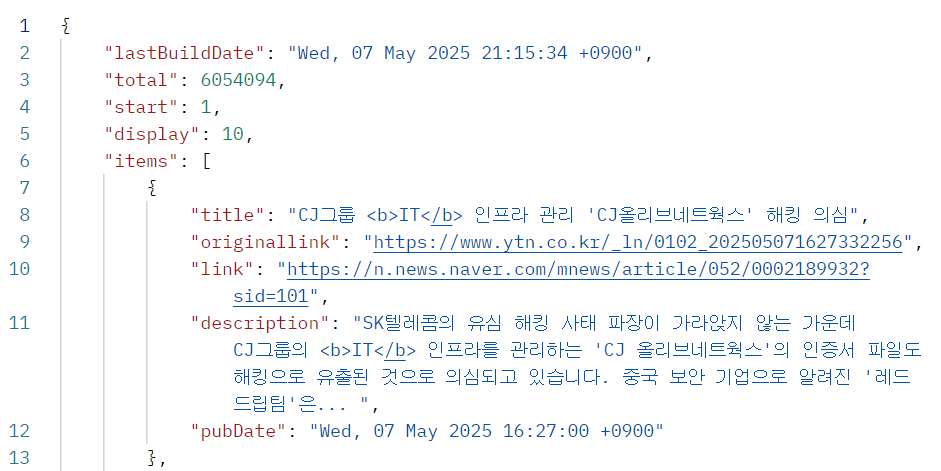 1 {
2 "lastBuildDate": "Wed, 07 May 2025 21:15:34 +0900",
3 "total": 6054094,
4 "start": 1,
5 "display": 10,
6 "items": [
7 {
8 "title": "CJ그룹 <b>IT</b> 인프라 관리 'CJ올리브네트웍스' 해킹 의심",
9 "originallink": "https://www.ytn.co.kr/_ln/0102_202505071627332256",
10 "link": "https://n.news.naver.com/mnews/article/052/0002189932?
sid=101",
11 "description": "SK텔레콤의 유심 해킹 사태 파장이 가라앉지 않는 가운데
CJ그룹의 <b>IT</b> 인프라를 관리하는 'CJ 올리브네트웍스'의 인증서 파일도
해킹으로 유출된 것으로 의심되고 있습니다. 중국 보안 기업으로 알려진 '레드
드립팀'은... ",
12 "pubDate": "Wed, 07 May 2025 16:27:00 +0900"
13 },